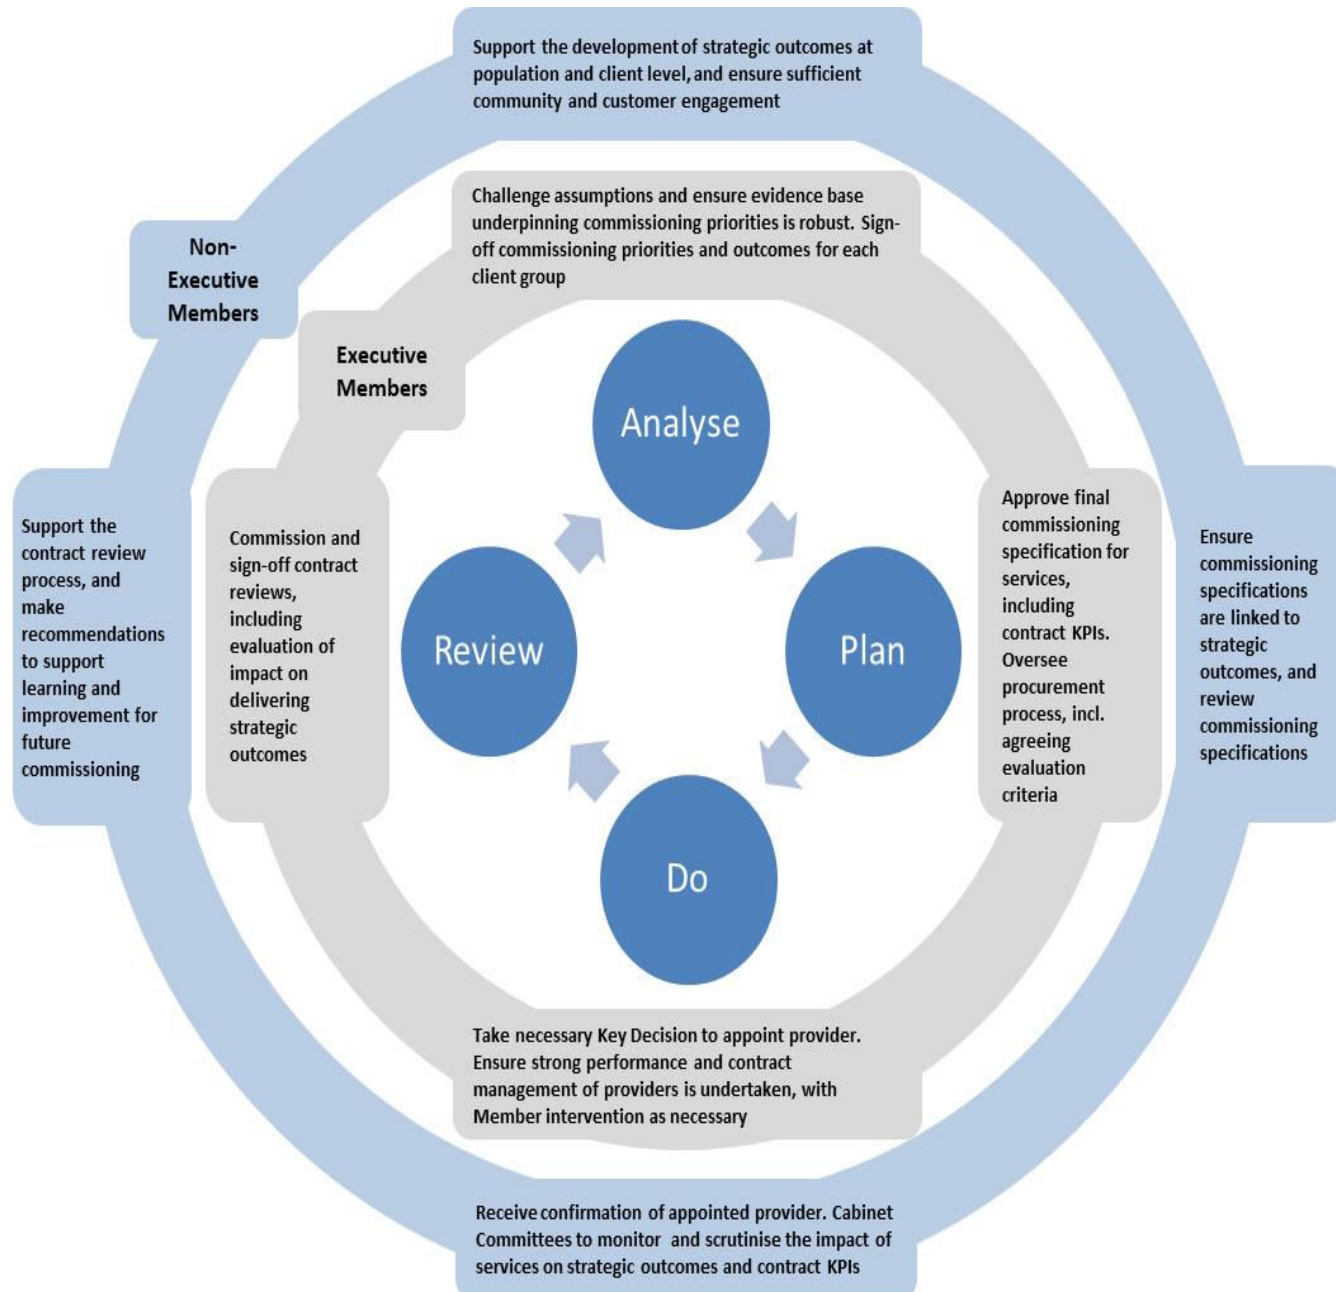 Support the development of strategic outcomes at
population and client level, and ensure sufficient
community and customer engagement
Challenge assumptions and ensure evidence base
underpinning commissioning priorities is robust. Sign-
off commissioning priorities and outcomes for each
client group
Non-
Executive
Members
Executive
Members
Analyse
Support the
contract review
process, and
make
recommendations
to support
learning and
improvement for
future
commissioning
Commission and
sign-off contract
reviews,
including
evaluation of
impact on
delivering
strategic
outcomes
Review
Plan
Approve final
commissioning
specification for
services,
including
contract KPIs.
Oversee
procurement
process, incl.
agreeing
evaluation
criteria
Ensure
commissioning
specifications
are linked to
strategic
outcomes, and
review
commissioning
specifications
Do
Take necessary Key Decision to appoint provider.
Ensure strong performance and contract
management of providers is undertaken, with
Member intervention as necessary
Receive confirmation of appointed provider. Cabinet
Committees to monitor and scrutinise the impact of
services on strategic outcomes and contract KPIs